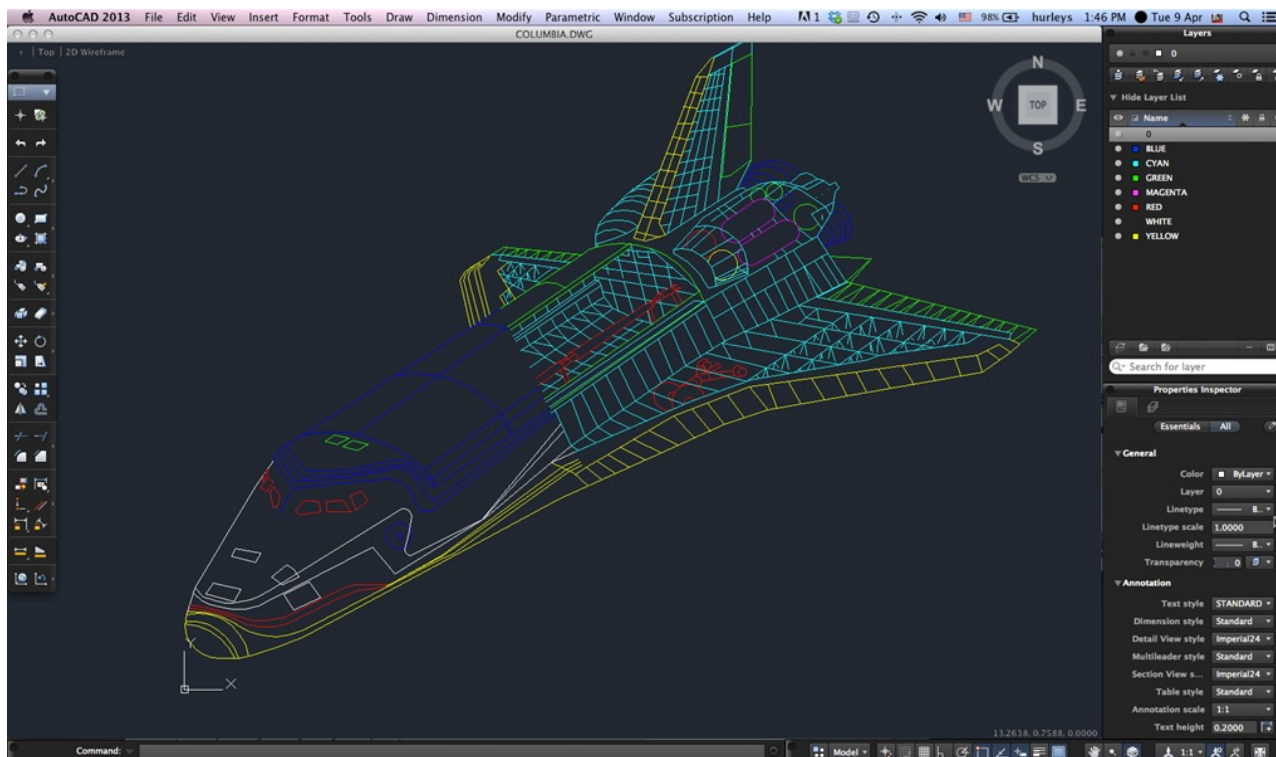 AutoCAD 2013 File Edit View Insert Format Tools Draw Dimension Modify Parametric Window Subscription Help 1 98% hurleys 1:46 PM Tue 9 Apr
COLUMBIA.DWG
+ | Top | 2D Wireframe
N
W TOP E
S
WCS
Layers
0
Hide Layer List
Name
0
BLUE
CYAN
GREEN
MAGENTA
RED
WHITE
YELLOW
Search for layer
Properties Inspector
Essentials All
General
Color ByLayer
Layer 0
Linetype B..
Linetype scale 1.0000
Lineweight B..
Transparency 0
Annotation
Text style STANDARD
Dimension style Standard
Detail View style Imperial24
Multileader style Standard
Section View s... Imperial24
Table style Standard
Annotation scale 1:1
Text height 0.2000
Y
X
13.2638, 0.7588, 0.0000
Command: Model 1:1